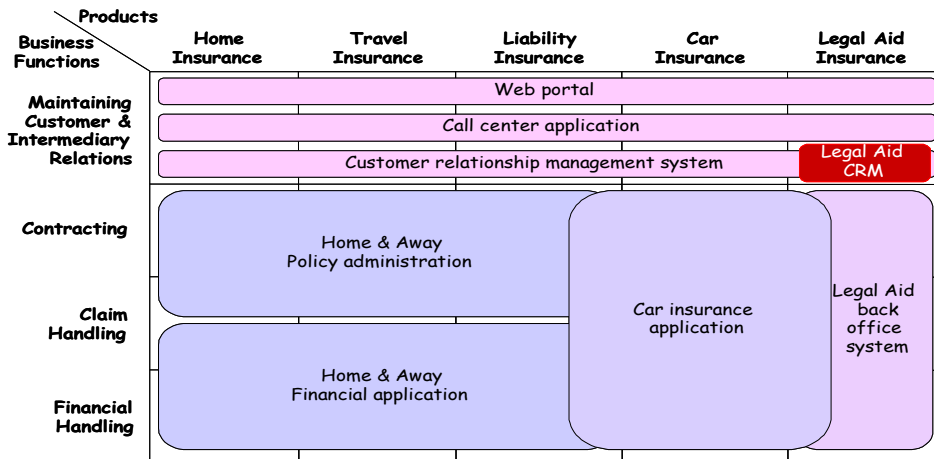 Products
Business
Functions
Home
Insurance
Travel
Insurance
Liability
Insurance
Car
Insurance
Legal Aid
Insurance
Maintaining
Customer &
Intermediary
Relations
Web portal
Call center application
Customer relationship management system
Legal Aid
CRM
Contracting
Home & Away
Policy administration
Car insurance
application
Legal Aid
back
office
system
Claim
Handling
Home & Away
Financial application
Financial
Handling